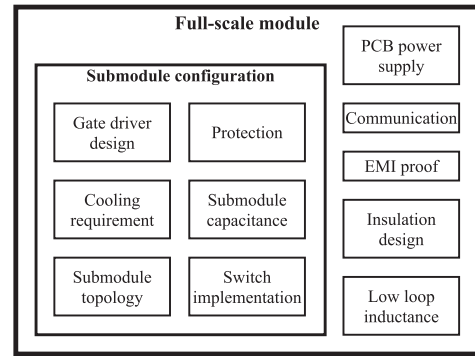 Full-scale module
Submodule configuration
Gate driver
design
Protection
Cooling
requirement
Submodule
capacitance
Submodule
topology
Switch
implementation
PCB power
supply
Communication
EMI proof
Insulation
design
Low loop
inductance